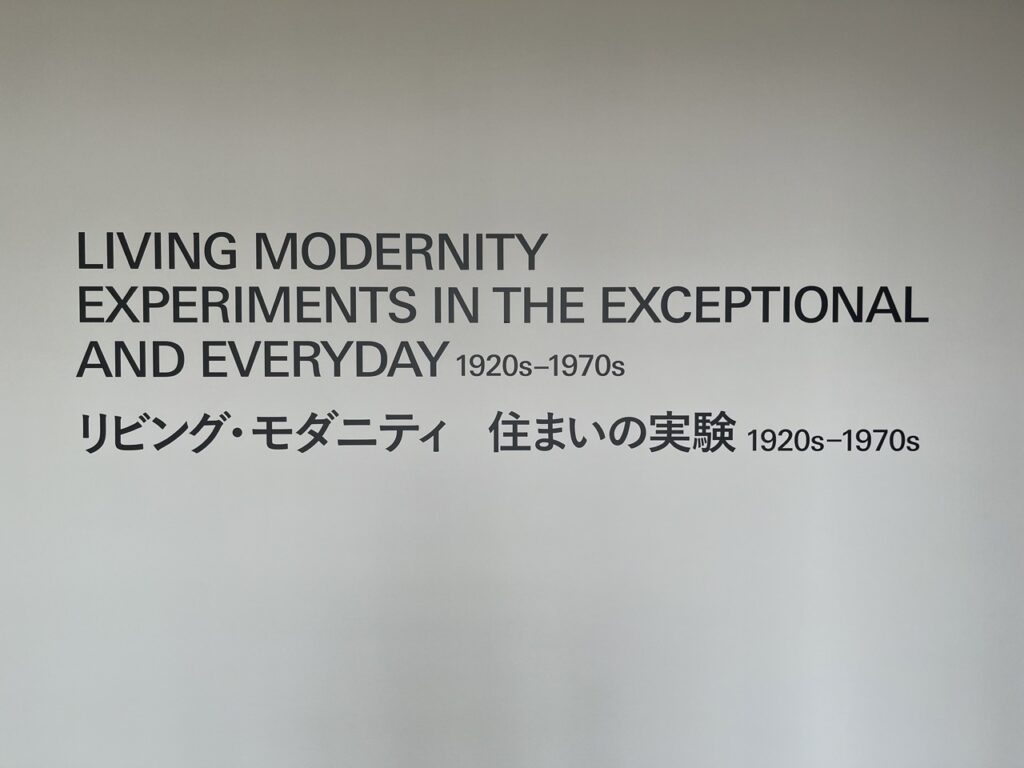 LIVING MODERNITY
EXPERIMENTS IN THE EXCEPTIONAL
AND EVERYDAY 1920s–1970s
リビング・モダニティ　住まいの実験 1920s–1970s